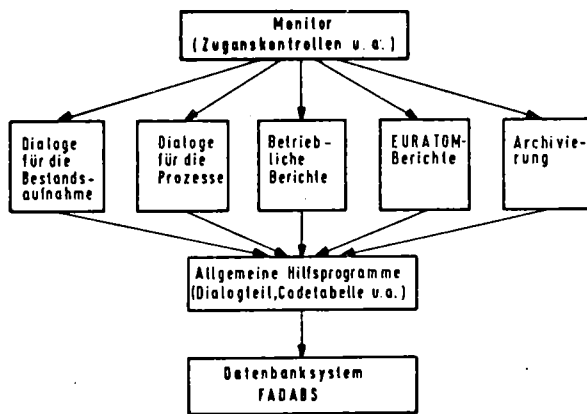 Monitor
(Zuganskontrollen u. a.)
Dialoge
für die
Bestands-
aufnahme
Dialoge
für die
Prozesse
Betrieb-
liche
Berichte
EURATOM-
Berichte
Archivie-
rung
Allgemeine Hilfsprogramme
(Dialogteil, Codetabelle u.a.)
Datenbanksystem
FADABS